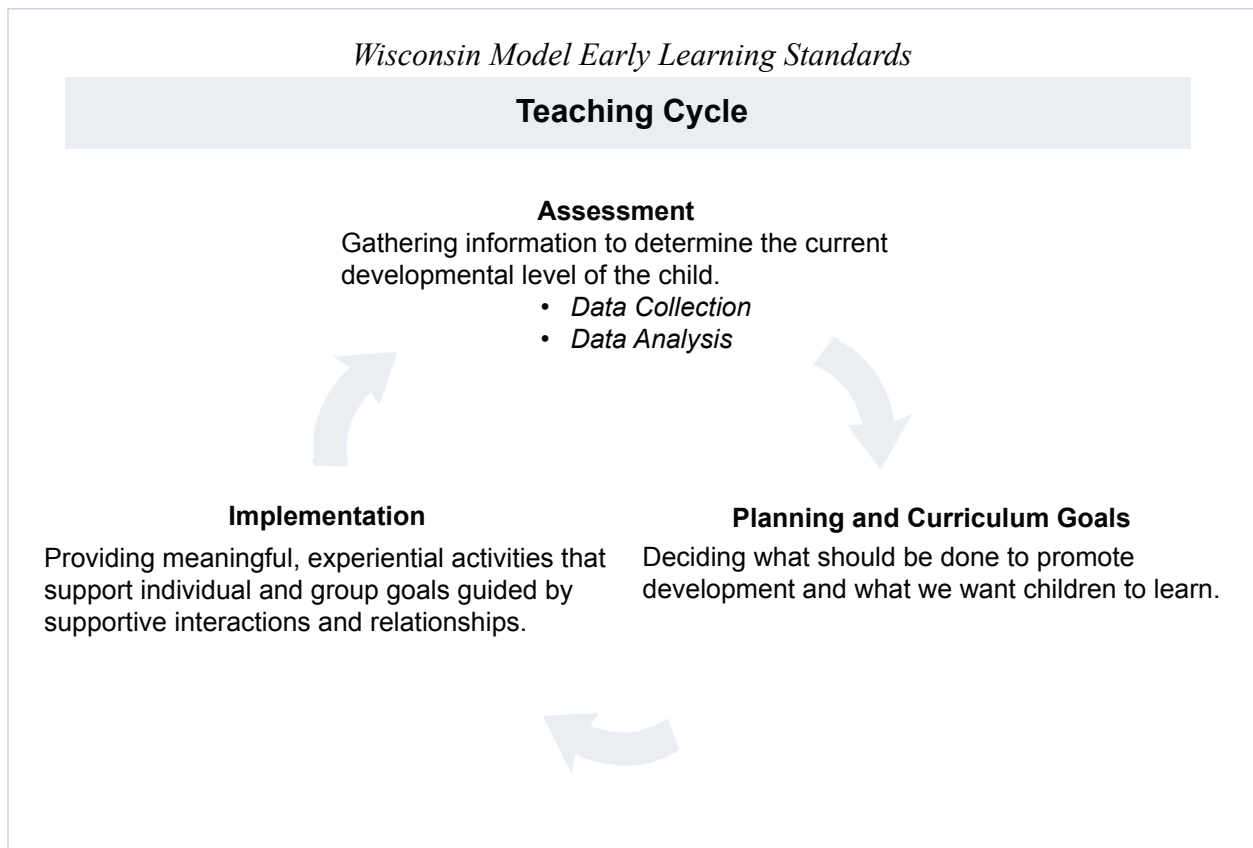 Wisconsin Model Early Learning Standards
Teaching Cycle
Assessment
Gathering information to determine the current
developmental level of the child.
• Data Collection
• Data Analysis
Implementation
Providing meaningful, experiential activities that
support individual and group goals guided by
supportive interactions and relationships.
Planning and Curriculum Goals
Deciding what should be done to promote
development and what we want children to learn.